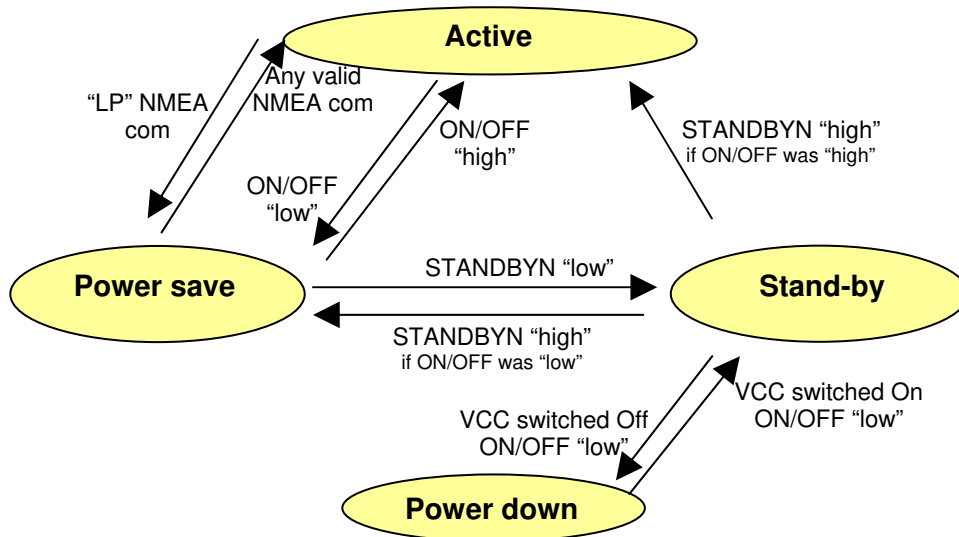 Active
“LP” NMEA
com
Any valid
NMEA com
ON/OFF
“high”
STANDBYN “high”
if ON/OFF was “high”
ON/OFF
“low”
Power save
STANDBYN “low”
Stand-by
STANDBYN “high”
if ON/OFF was “low”
VCC switched Off
ON/OFF “low”
VCC switched On
ON/OFF “low”
Power down